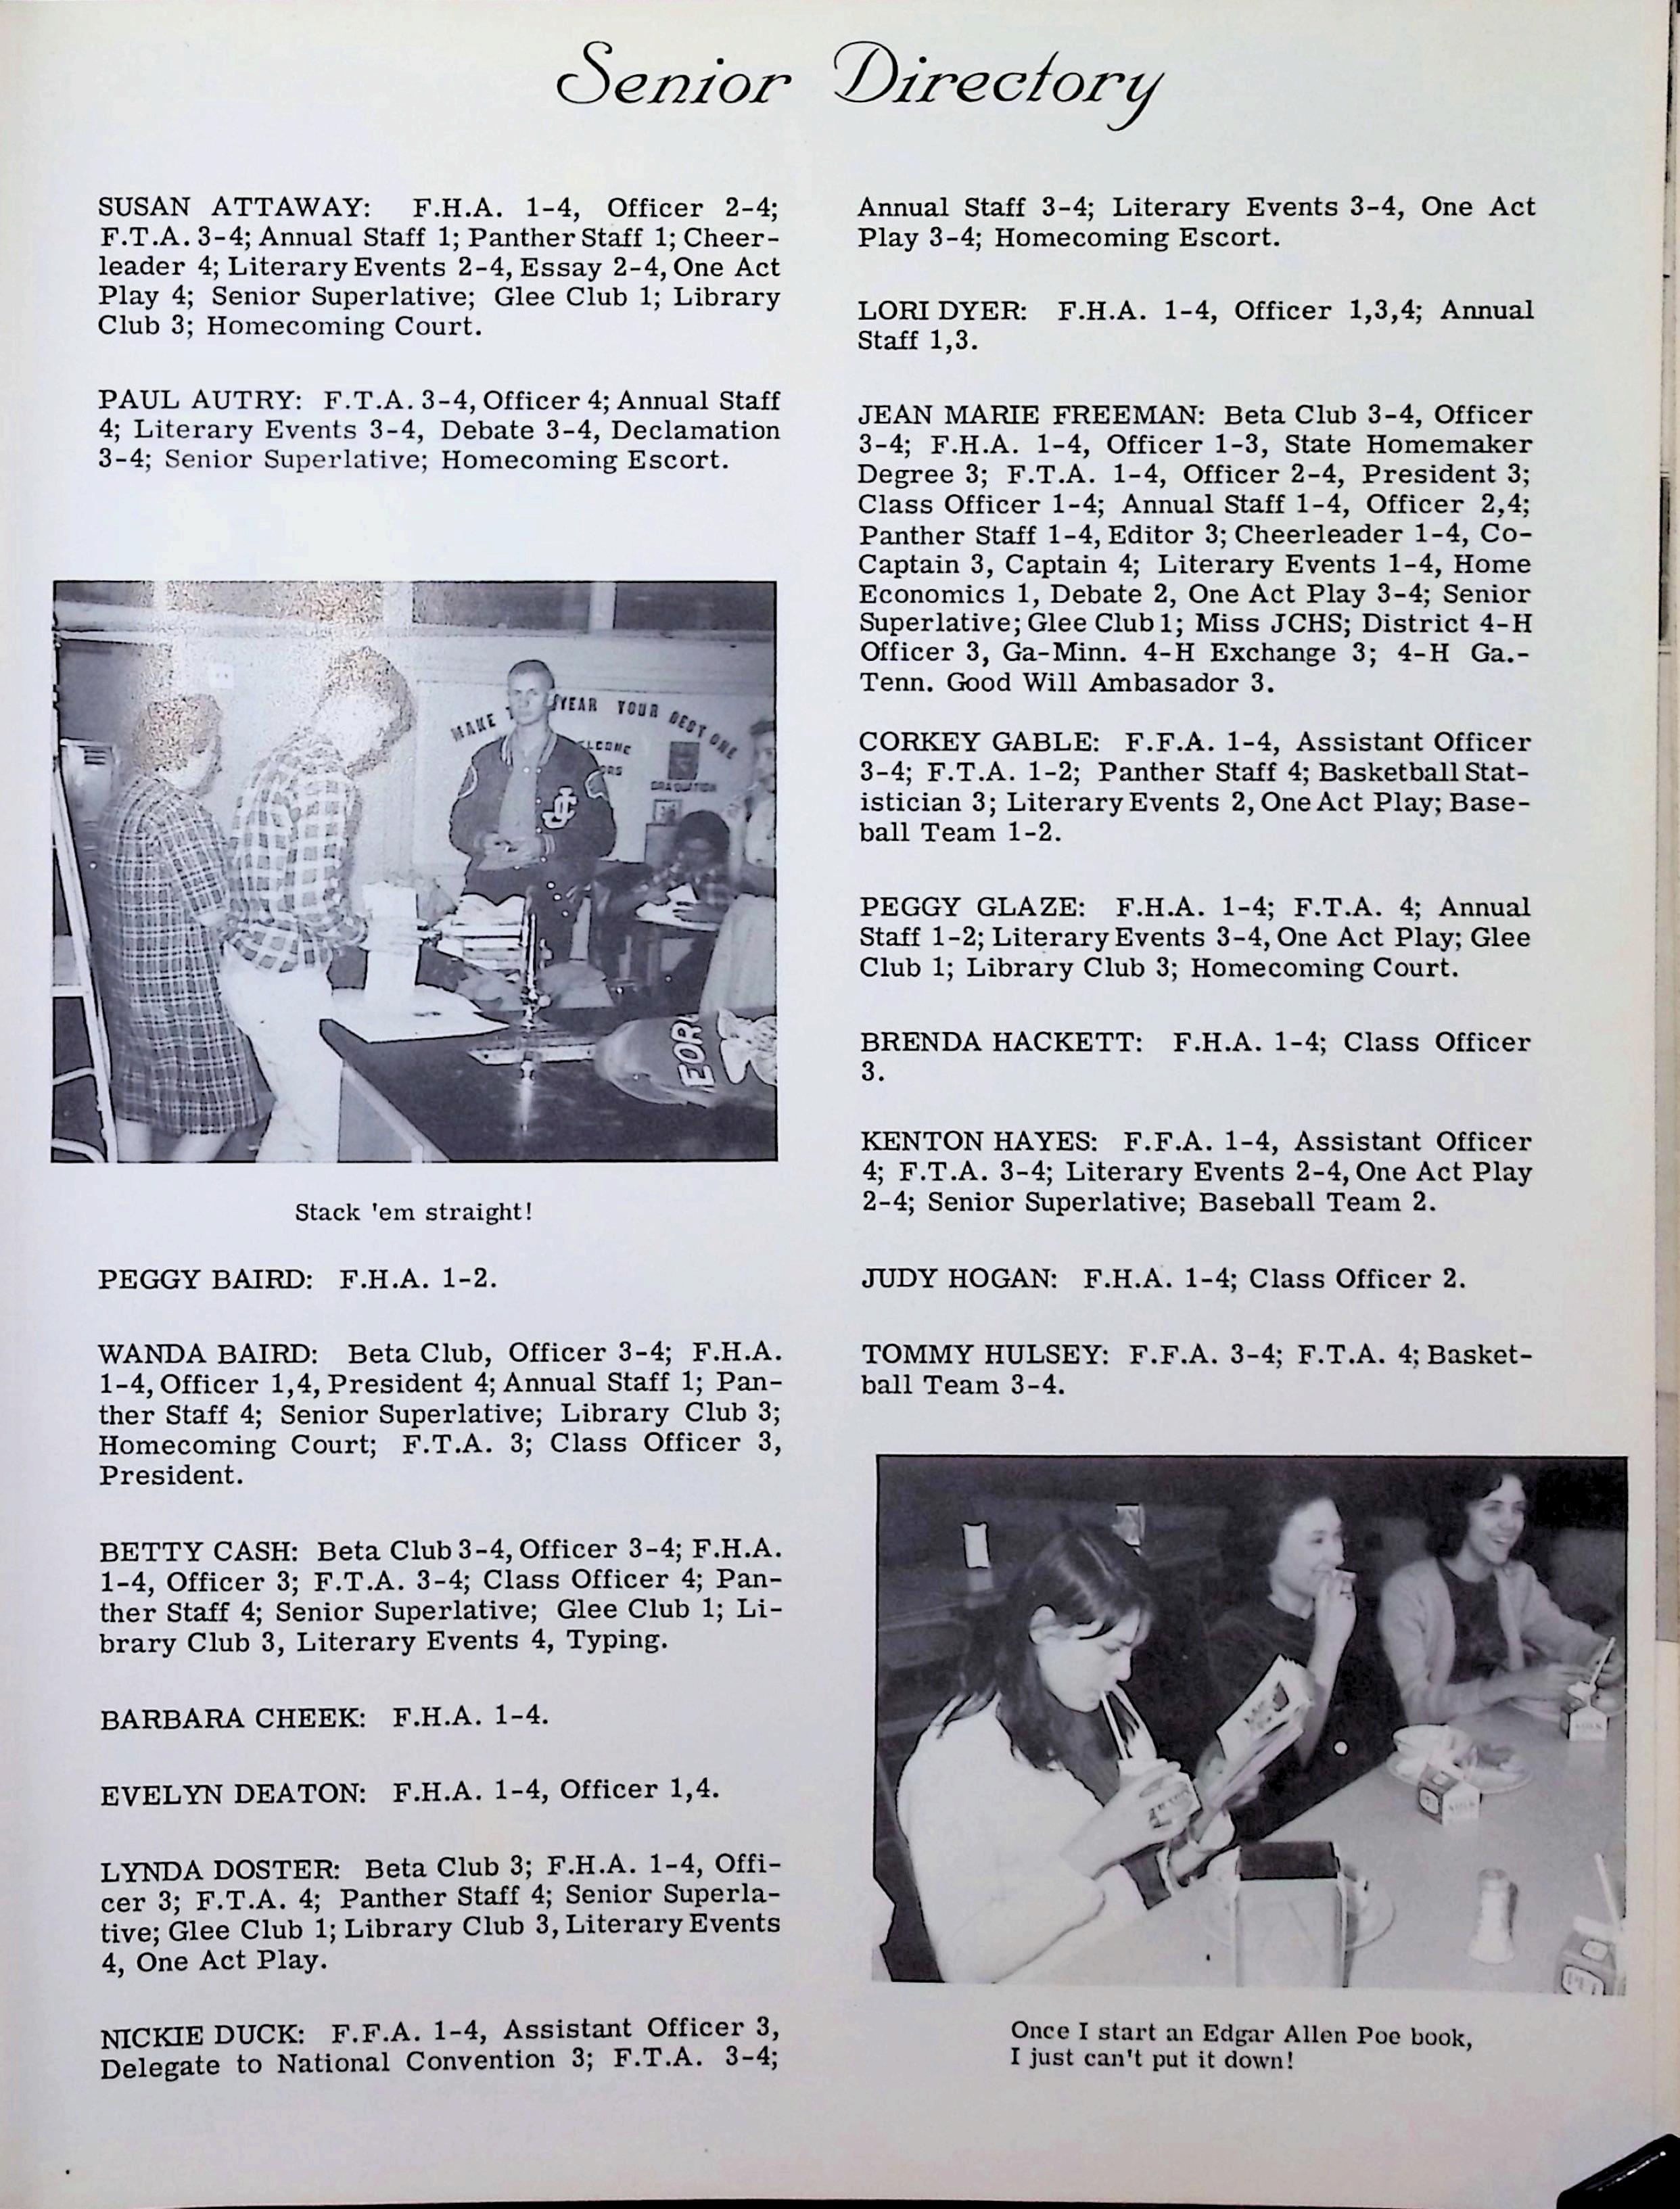 Senior Directory
SUSAN ATTAWAY: F.H.A. 1-4, Officer 2-4;
F.T.A. 3-4; Annual Staff 1; Panther Staff 1; Cheer-
leader 4; Literary Events 2-4, Essay 2-4, One Act
Play 4; Senior Superlative; Glee Club 1; Library
Club 3; Homecoming Court.
PAUL AUTRY: F.T.A. 3-4, Officer 4; Annual Staff
4; Literary Events 3-4, Debate 3-4, Declamation
3-4; Senior Superlative; Homecoming Escort.
MAKE YEAR YOUR BEST ONE
GRADUATION
JC
EOR
Stack 'em straight!
PEGGY BAIRD: F.H.A. 1-2.
WANDA BAIRD: Beta Club, Officer 3-4; F.H.A.
1-4, Officer 1,4, President 4; Annual Staff 1; Pan-
ther Staff 4; Senior Superlative; Library Club 3;
Homecoming Court; F.T.A. 3; Class Officer 3,
President.
BETTY CASH: Beta Club 3-4, Officer 3-4; F.H.A.
1-4, Officer 3; F.T.A. 3-4; Class Officer 4; Pan-
ther Staff 4; Senior Superlative; Glee Club 1; Li-
brary Club 3, Literary Events 4, Typing.
BARBARA CHEEK: F.H.A. 1-4.
EVELYN DEATON: F.H.A. 1-4, Officer 1,4.
LYNDA DOSTER: Beta Club 3; F.H.A. 1-4, Offi-
cer 3; F.T.A. 4; Panther Staff 4; Senior Superla-
tive; Glee Club 1; Library Club 3, Literary Events
4, One Act Play.
NICKIE DUCK: F.F.A. 1-4, Assistant Officer 3,
Delegate to National Convention 3; F.T.A. 3-4;
Annual Staff 3-4; Literary Events 3-4, One Act
Play 3-4; Homecoming Escort.
LORI DYER: F.H.A. 1-4, Officer 1,3,4; Annual
Staff 1,3.
JEAN MARIE FREEMAN: Beta Club 3-4, Officer
3-4; F.H.A. 1-4, Officer 1-3, State Homemaker
Degree 3; F.T.A. 1-4, Officer 2-4, President 3;
Class Officer 1-4; Annual Staff 1-4, Officer 2,4;
Panther Staff 1-4, Editor 3; Cheerleader 1-4, Co-
Captain 3, Captain 4; Literary Events 1-4, Home
Economics 1, Debate 2, One Act Play 3-4; Senior
Superlative; Glee Club 1; Miss JCHS; District 4-H
Officer 3, Ga-Minn. 4-H Exchange 3; 4-H Ga.-
Tenn. Good Will Ambasador 3.
CORKEY GABLE: F.F.A. 1-4, Assistant Officer
3-4; F.T.A. 1-2; Panther Staff 4; Basketball Stat-
istician 3; Literary Events 2, One Act Play; Base-
ball Team 1-2.
PEGGY GLAZE: F.H.A. 1-4; F.T.A. 4; Annual
Staff 1-2; Literary Events 3-4, One Act Play; Glee
Club 1; Library Club 3; Homecoming Court.
BRENDA HACKETT: F.H.A. 1-4; Class Officer
3.
KENTON HAYES: F.F.A. 1-4, Assistant Officer
4; F.T.A. 3-4; Literary Events 2-4, One Act Play
2-4; Senior Superlative; Baseball Team 2.
JUDY HOGAN: F.H.A. 1-4; Class Officer 2.
TOMMY HULSEY: F.F.A. 3-4; F.T.A. 4; Basket-
ball Team 3-4.
Once I start an Edgar Allen Poe book,
I just can't put it down!